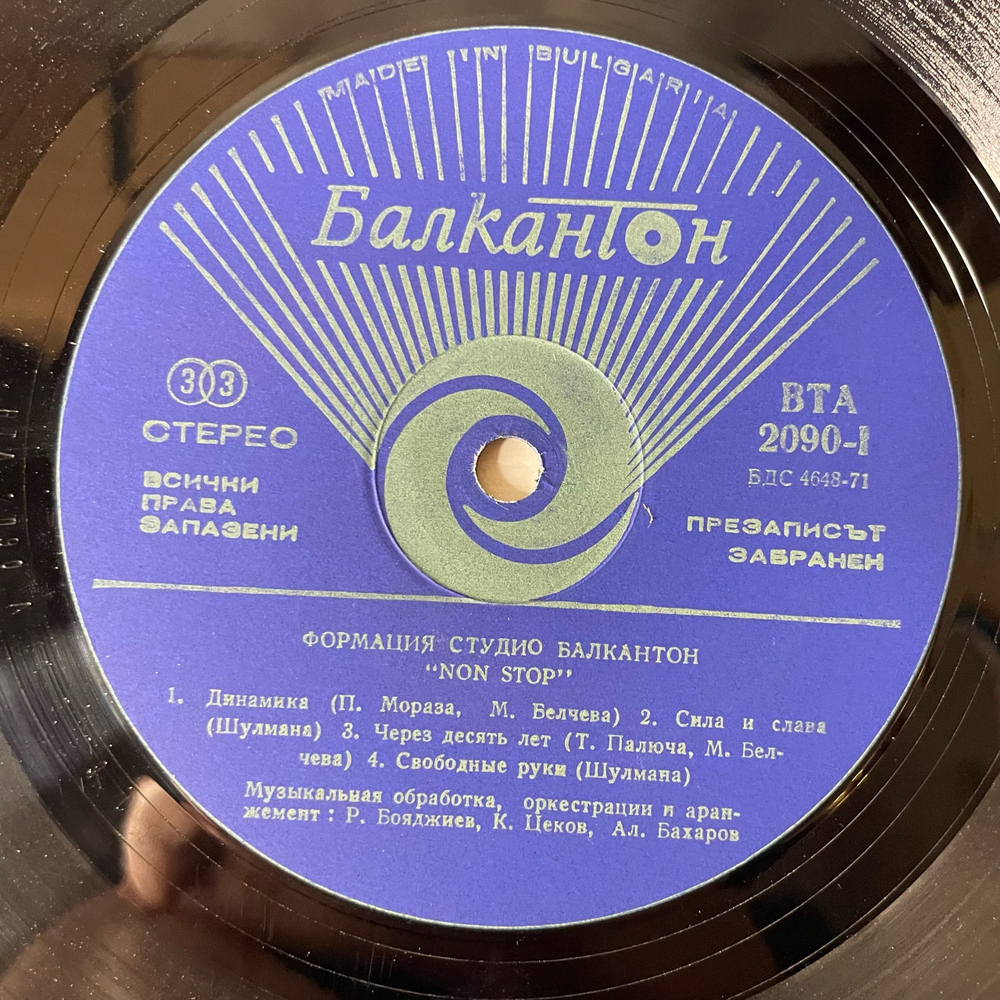 MADE IN BULGARIA
Балкантон
33
СТЕРЕО
ВСИЧКИ
ПРАВА
ЗАПАЗЕНИ
ВТА
2090-I
БДС 4648-71
ПРЕЗАПИСЪТ
ЗАБРАНЕН
ФОРМАЦИЯ СТУДИО БАЛКАНТОН
“NON STOP”
1. Динамика (П. Мораза, М. Белчева) 2. Сила и слава
(Шулмана) 3. Через десять лет (Т. Палюча, М. Бел-
чева) 4. Свободные руки (Шулмана)
Музыкальная обработка, оркестрации и аран-
жемент : Р. Бояджиев, К. Цеков, Ал. Бахаров